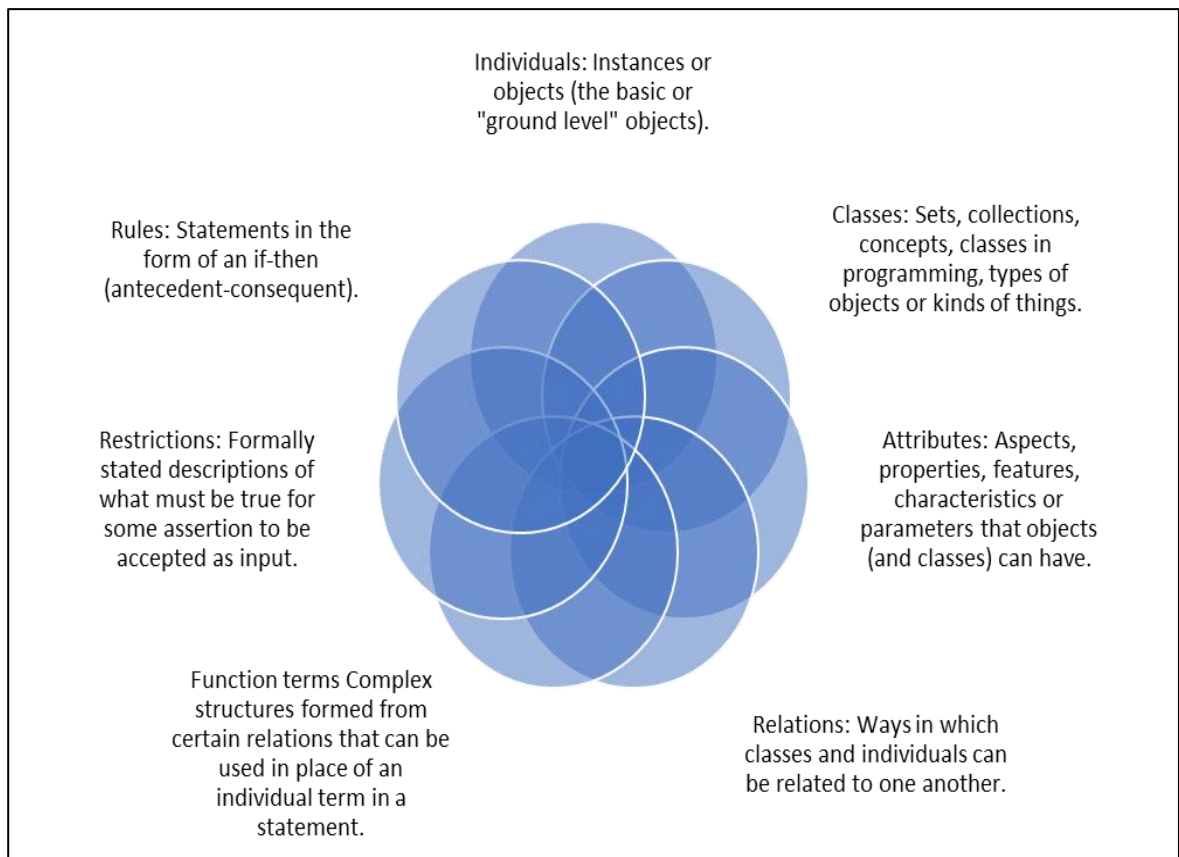 Individuals: Instances or
objects (the basic or
"ground level" objects).
Classes: Sets, collections,
concepts, classes in
programming, types of
objects or kinds of things.
Attributes: Aspects,
properties, features,
characteristics or
parameters that objects
(and classes) can have.
Relations: Ways in which
classes and individuals can
be related to one another.
Function terms Complex
structures formed from
certain relations that can be
used in place of an
individual term in a
statement.
Restrictions: Formally
stated descriptions of
what must be true for
some assertion to be
accepted as input.
Rules: Statements in the
form of an if-then
(antecedent-consequent).